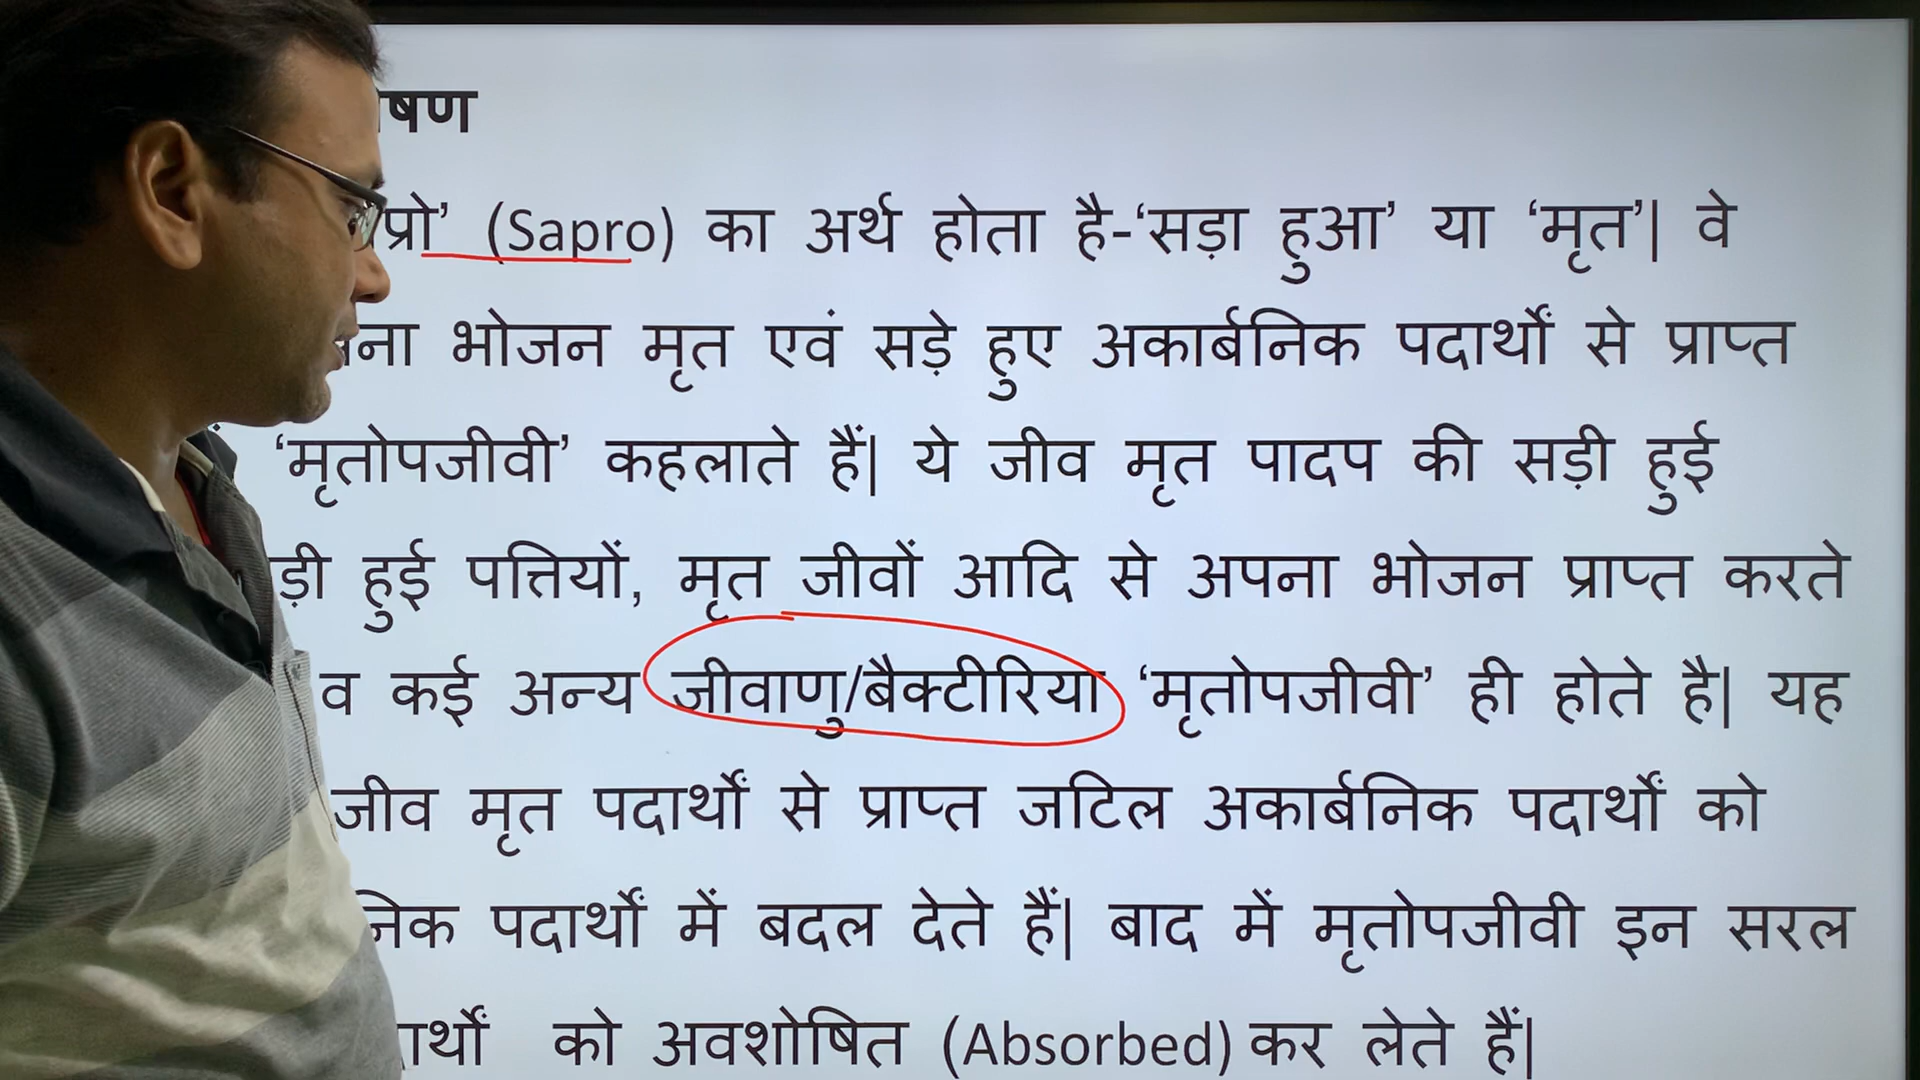 (Sapro) का अर्थ होता है-‘सड़ा हुआ’ या ‘मृत’| वे
भोजन मृत एवं सड़े हुए अकार्बनिक पदार्थों से प्राप्त
‘मृतोपजीवी’ कहलाते हैं| ये जीव मृत पादप की सड़ी हुई
हुई पत्तियों, मृत जीवों आदि से अपना भोजन प्राप्त करते
व कई अन्य जीवाणु/बैक्टीरिया ‘मृतोपजीवी’ ही होते है| यह
जीव मृत पदार्थों से प्राप्त जटिल अकार्बनिक पदार्थों को
पदार्थों में बदल देते हैं| बाद में मृतोपजीवी इन सरल
को अवशोषित (Absorbed) कर लेते हैं|